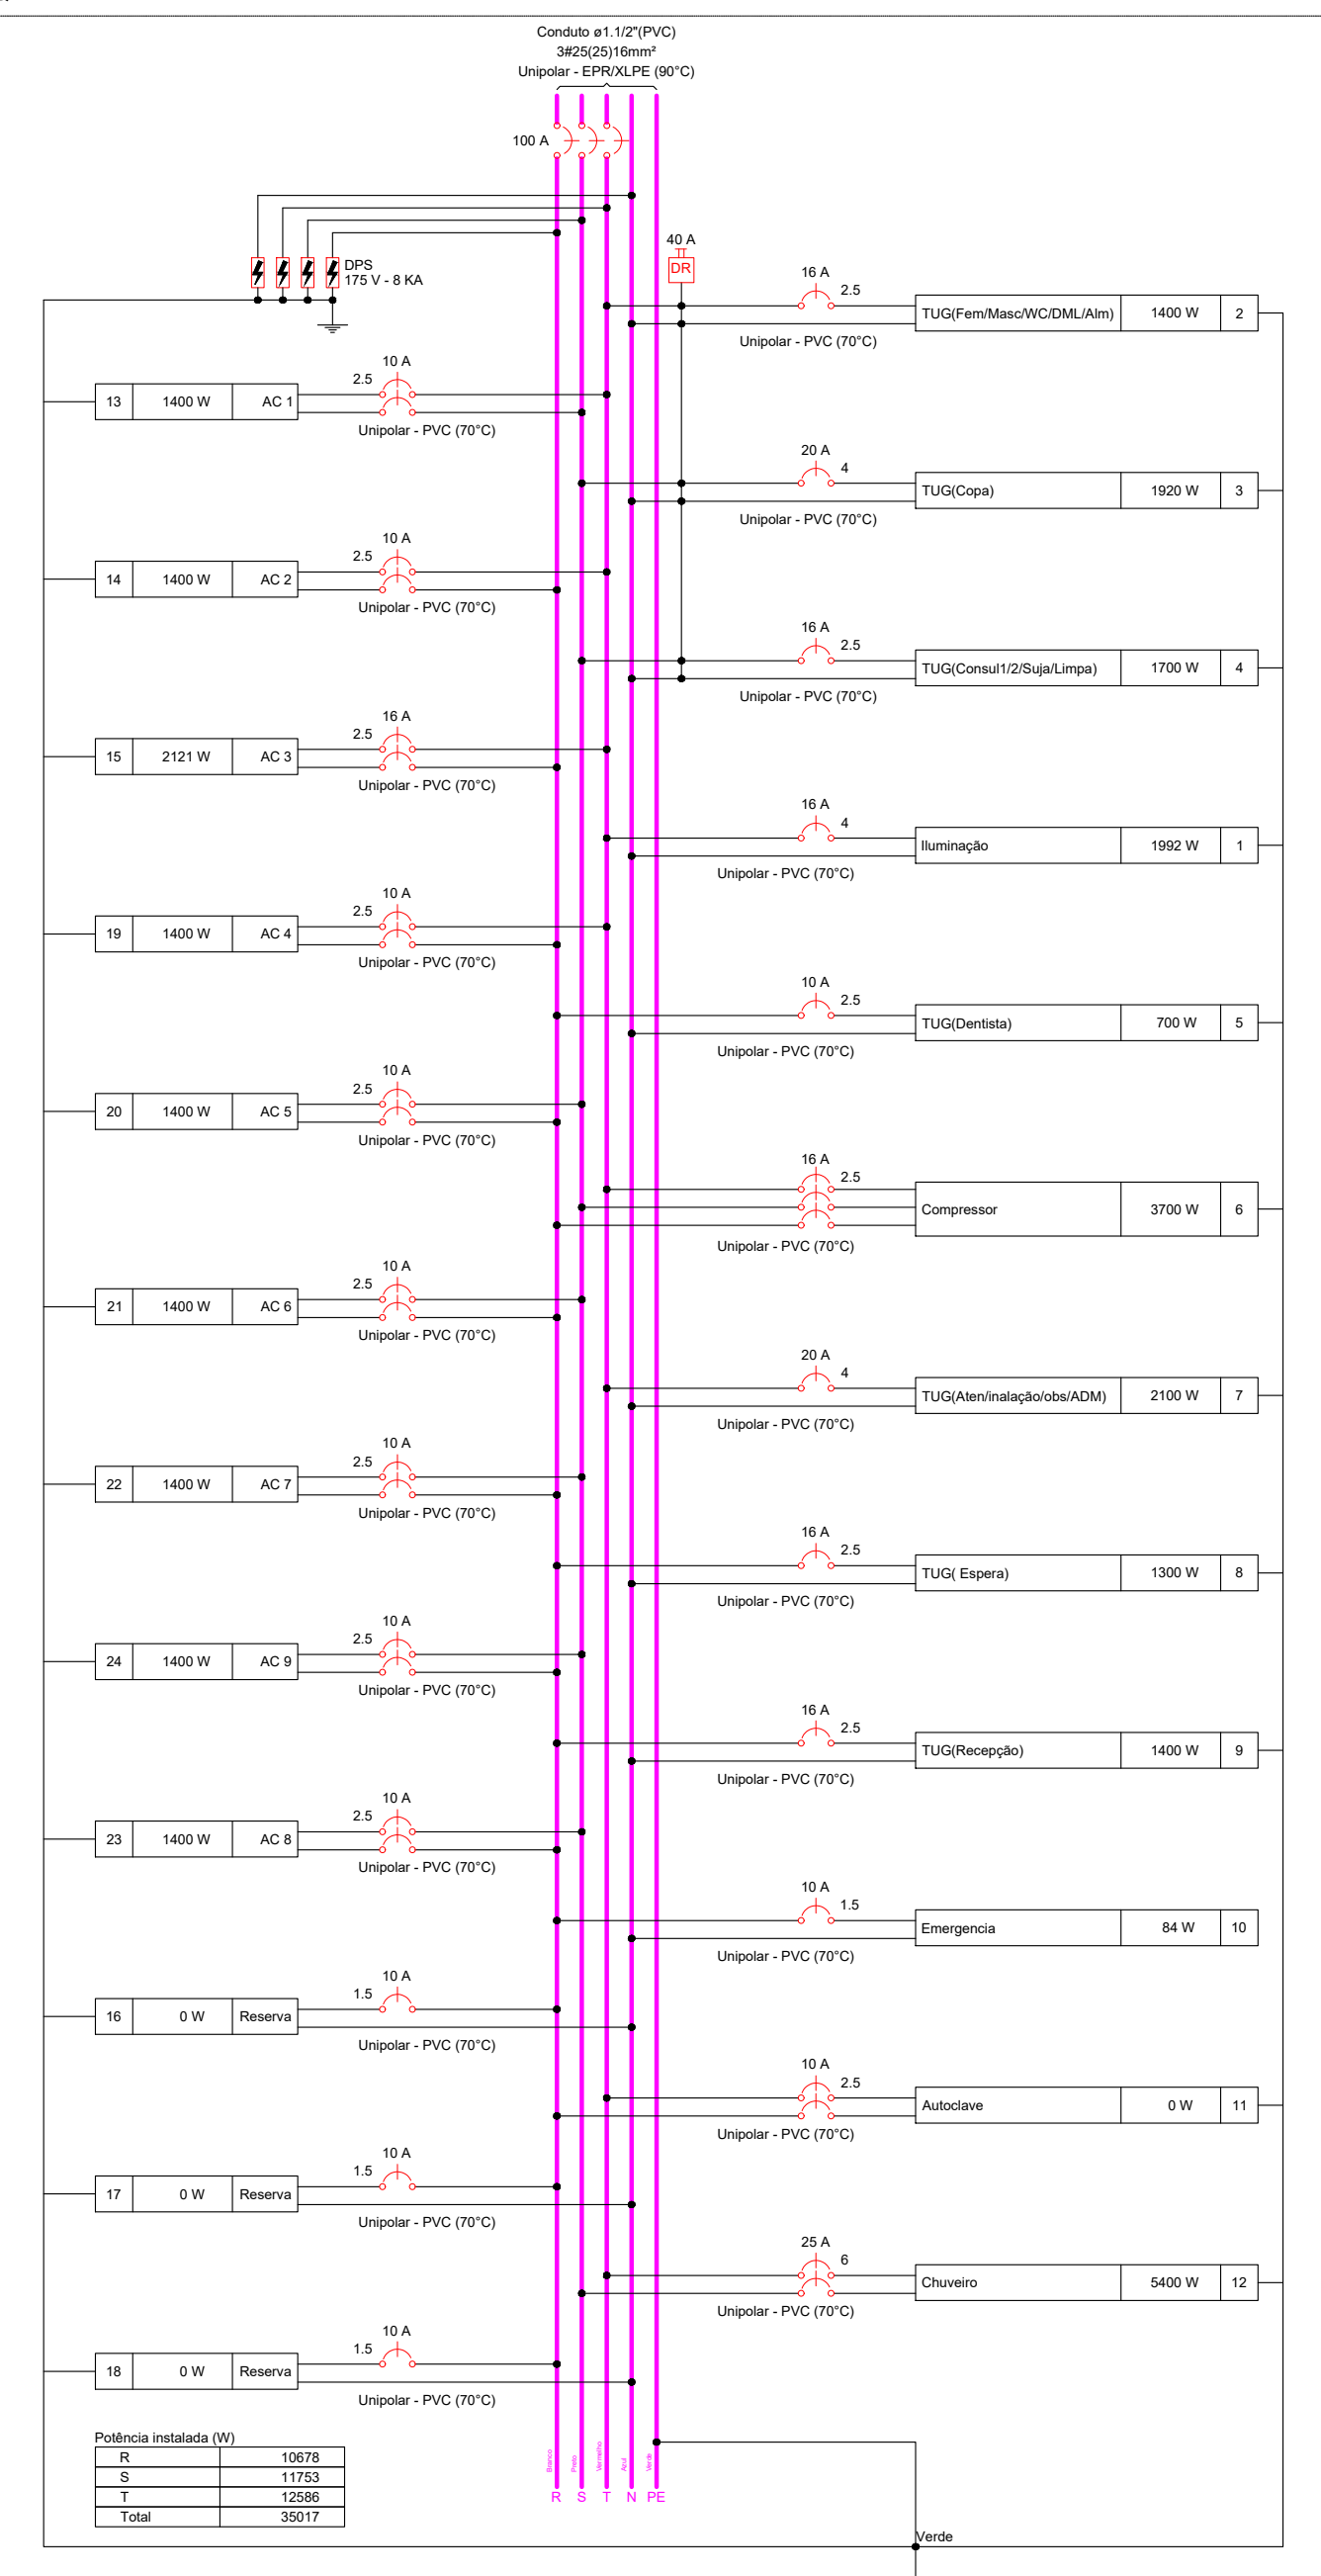 Conduto ø1.1/2"(PVC)
3#25(25)16mm²
Unipolar - EPR/XLPE (90°C)
100 A
DPS
175 V - 8 KA
40 A
DR
16 A
2.5
TUG(Fem/Masc/WC/DML/Alm) 1400 W 2
Unipolar - PVC (70°C)
10 A
2.5
13 1400 W AC 1
Unipolar - PVC (70°C)
20 A
4
TUG(Copa) 1920 W 3
Unipolar - PVC (70°C)
10 A
2.5
14 1400 W AC 2
Unipolar - PVC (70°C)
16 A
2.5
TUG(Consul1/2/Suja/Limpa) 1700 W 4
Unipolar - PVC (70°C)
16 A
2.5
15 2121 W AC 3
Unipolar - PVC (70°C)
16 A
4
Iluminação 1992 W 1
Unipolar - PVC (70°C)
10 A
2.5
19 1400 W AC 4
Unipolar - PVC (70°C)
10 A
2.5
TUG(Dentista) 700 W 5
Unipolar - PVC (70°C)
10 A
2.5
20 1400 W AC 5
Unipolar - PVC (70°C)
16 A
2.5
Compressor 3700 W 6
Unipolar - PVC (70°C)
10 A
2.5
21 1400 W AC 6
Unipolar - PVC (70°C)
20 A
4
TUG(Aten/inalação/obs/ADM) 2100 W 7
Unipolar - PVC (70°C)
10 A
2.5
22 1400 W AC 7
Unipolar - PVC (70°C)
16 A
2.5
TUG( Espera) 1300 W 8
Unipolar - PVC (70°C)
10 A
2.5
24 1400 W AC 9
Unipolar - PVC (70°C)
16 A
2.5
TUG(Recepção) 1400 W 9
Unipolar - PVC (70°C)
10 A
2.5
23 1400 W AC 8
Unipolar - PVC (70°C)
10 A
1.5
Emergencia 84 W 10
Unipolar - PVC (70°C)
10 A
1.5
16 0 W Reserva
Unipolar - PVC (70°C)
10 A
2.5
Autoclave 0 W 11
Unipolar - PVC (70°C)
10 A
1.5
17 0 W Reserva
Unipolar - PVC (70°C)
25 A
6
Chuveiro 5400 W 12
Unipolar - PVC (70°C)
10 A
1.5
18 0 W Reserva
Unipolar - PVC (70°C)
Potência instalada (W)
R 10678
S 11753
T 12586
Total 35017
Branco
Preto
Vermelho
Azul
Verde
R S T N PE
Verde